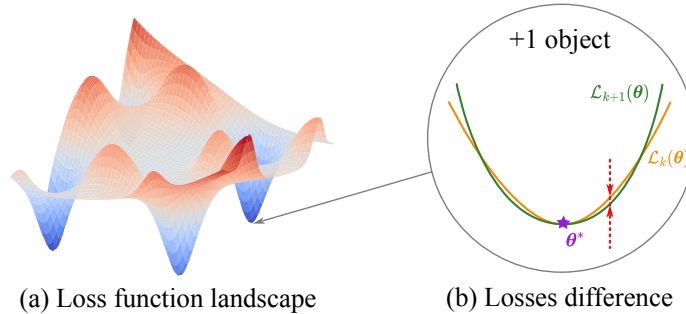 +1 object
𝓛ₖ₊₁(𝜽)
𝓛ₖ(𝜽)
𝜽*
(a) Loss function landscape
(b) Losses difference